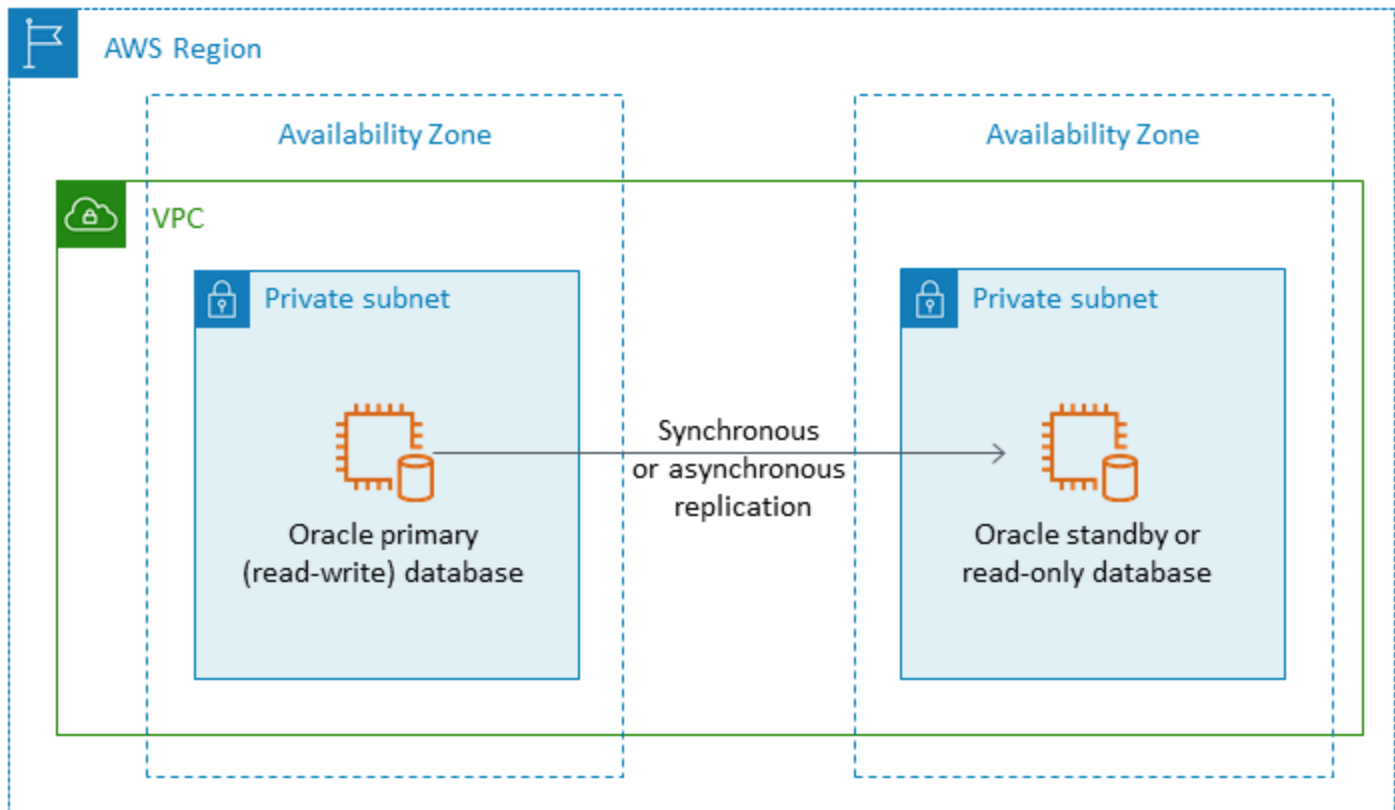 AWS Region
Availability Zone
Availability Zone
VPC
Private subnet
Private subnet
Synchronous
or asynchronous
replication
Oracle primary
(read-write) database
Oracle standby or
read-only database